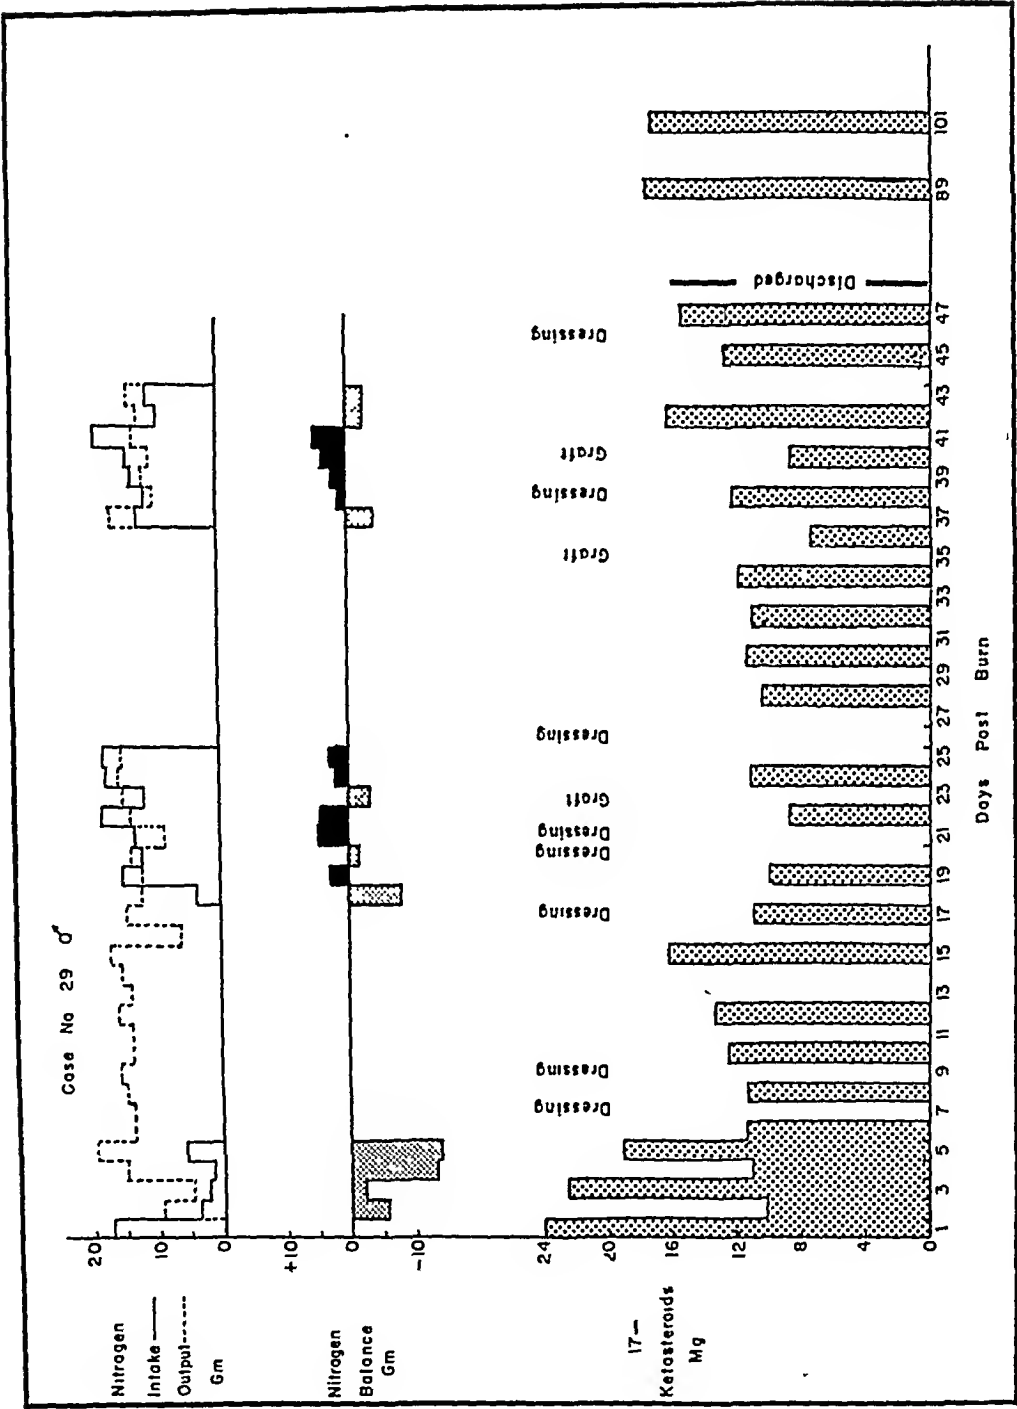 Case No 29 ♂
Nitrogen
Intake
Output
Gm
20
10
0
Nitrogen
Balance
Gm
+10
0
-10
17-
Ketosteroids
Mg
24
20
16
12
8
4
0
Dressing
Dressing
Dressing
Dressing
Dressing
Graft
Dressing
Graft
Dressing
Graft
Dressing
Discharged
1 3 5 7 9 11 13 15 17 19 21 23 25 27 29 31 33 35 37 39 41 43 45 47 89 101
Days Post Burn